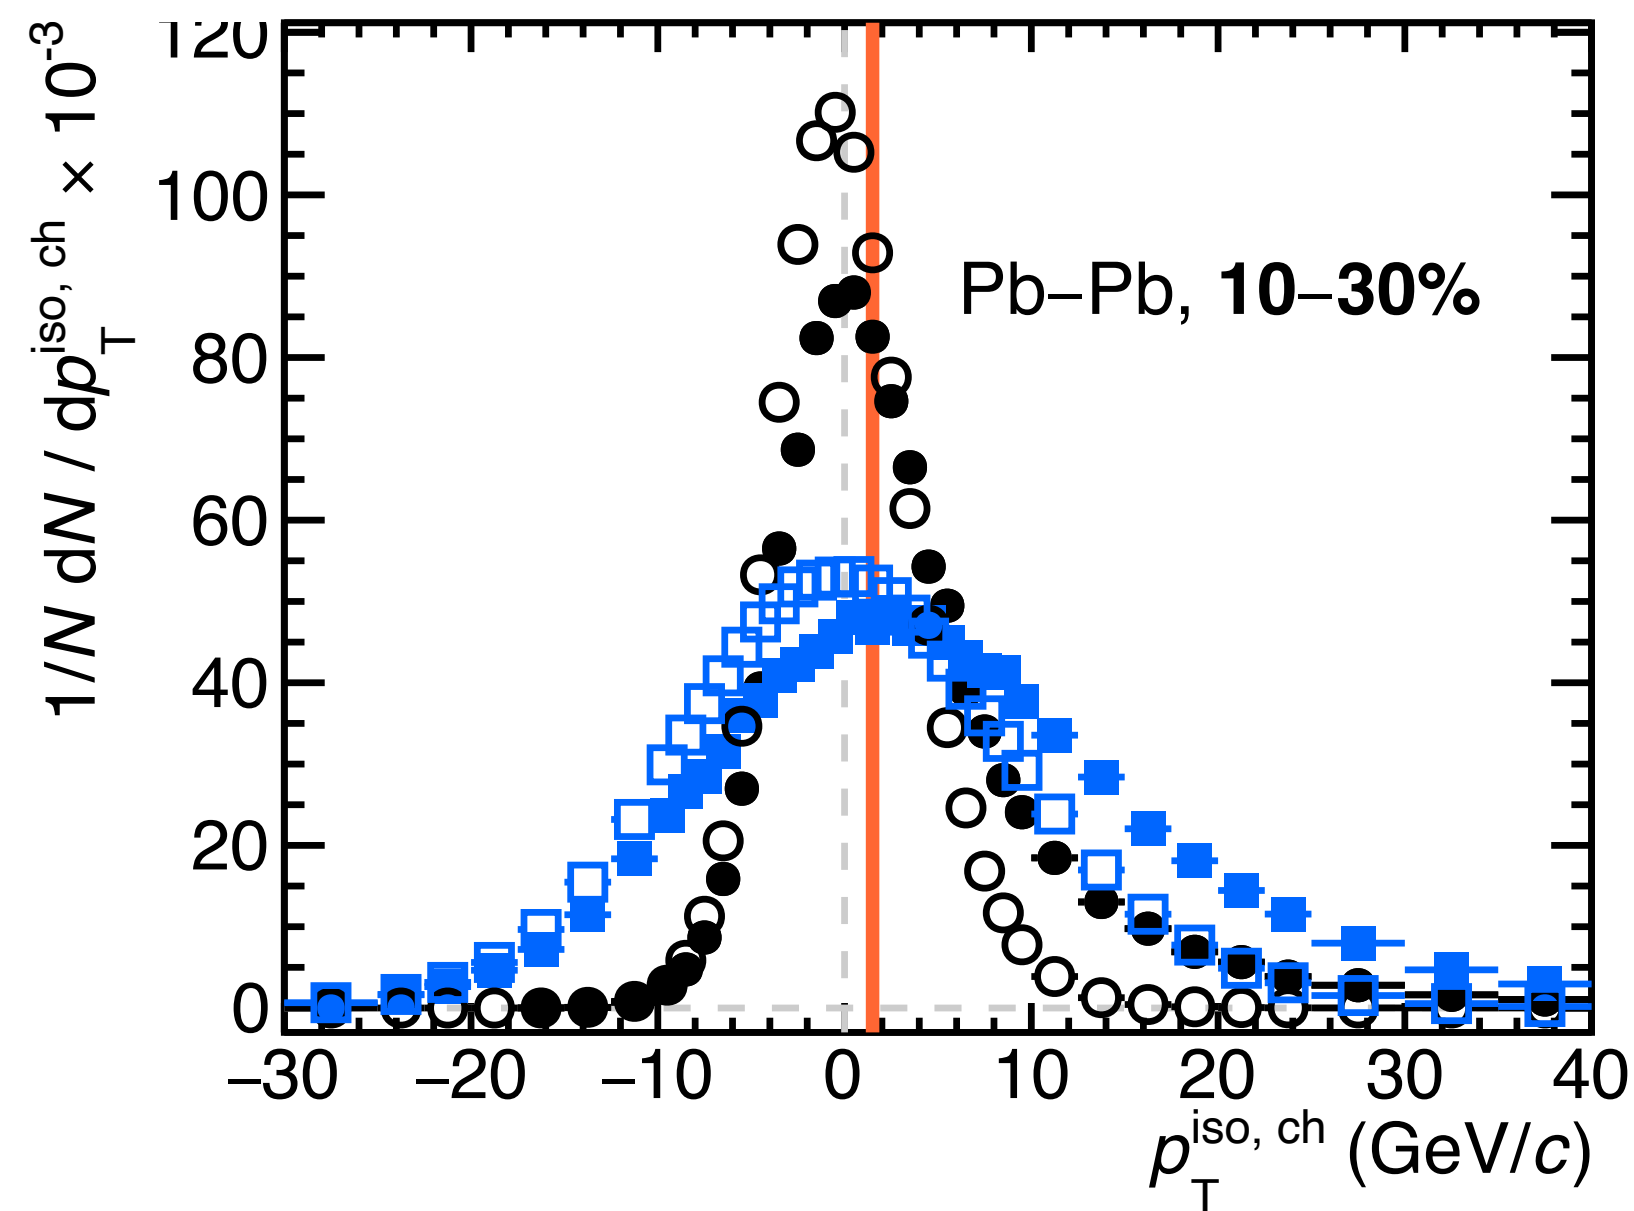 1/N dN / dp_T^{iso, ch} × 10^{-3}
120
100
80
60
40
20
0
Pb–Pb, 10–30%
–30 –20 –10 0 10 20 30 40
p_T^{iso, ch} (GeV/c)